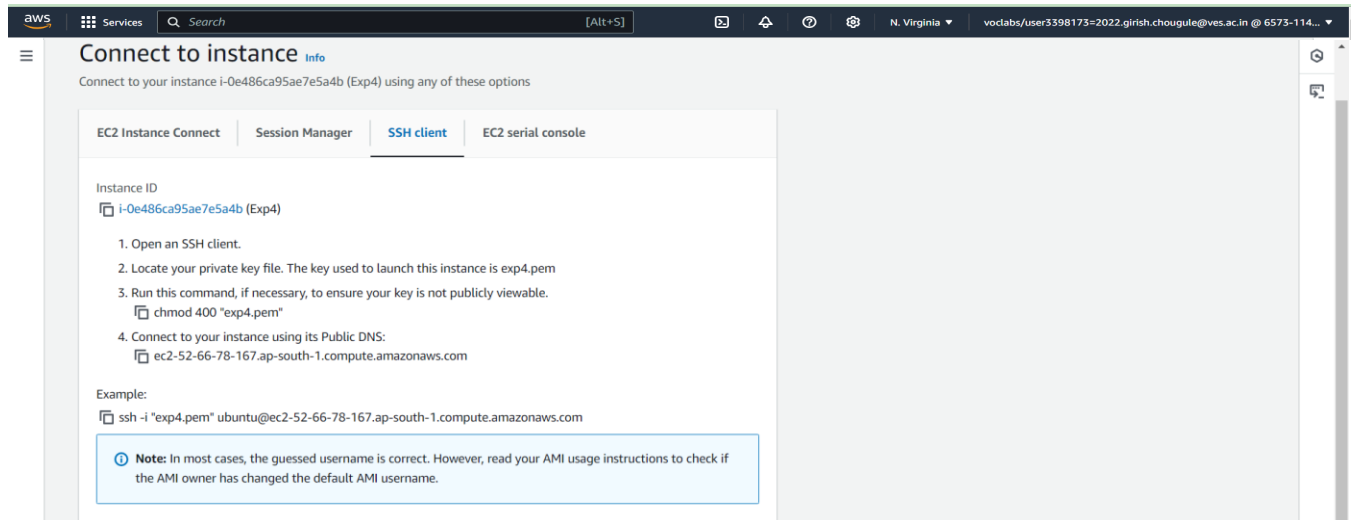 aws Services Search [Alt+S] N. Virginia ▼ voclabs/user3398173=2022.girish.chougule@ves.ac.in @ 6573-114... ▼
Connect to instance Info
Connect to your instance i-0e486ca95ae7e5a4b (Exp4) using any of these options
EC2 Instance Connect Session Manager SSH client EC2 serial console
Instance ID
i-0e486ca95ae7e5a4b (Exp4)
1. Open an SSH client.
2. Locate your private key file. The key used to launch this instance is exp4.pem
3. Run this command, if necessary, to ensure your key is not publicly viewable.
chmod 400 "exp4.pem"
4. Connect to your instance using its Public DNS:
ec2-52-66-78-167.ap-south-1.compute.amazonaws.com
Example:
ssh -i "exp4.pem" ubuntu@ec2-52-66-78-167.ap-south-1.compute.amazonaws.com
Note: In most cases, the guessed username is correct. However, read your AMI usage instructions to check if
the AMI owner has changed the default AMI username.